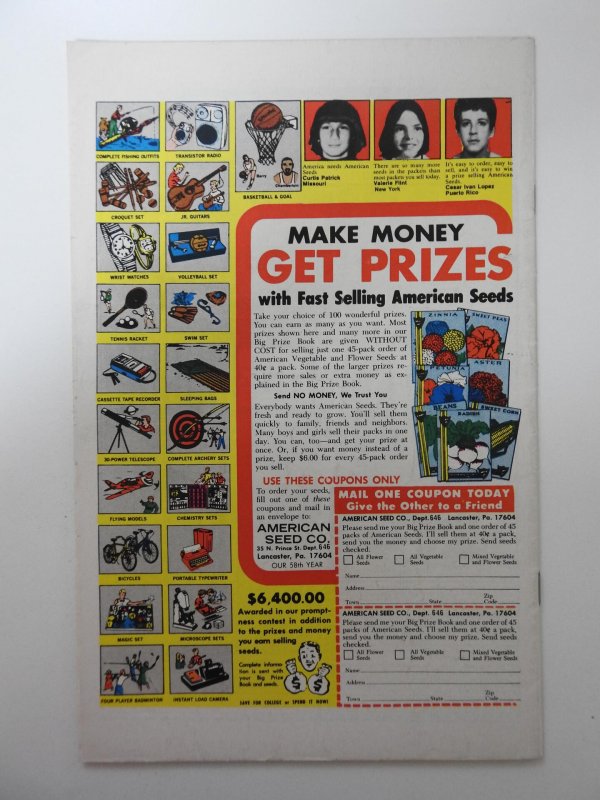 COMPLETE FISHING OUTFITS
TRANSISTOR RADIO
CROQUET SET
JR. GUITARS
WRIST WATCHES
VOLLEYBALL SET
TENNIS RACKET
SWIM SET
CASSETTE TAPE RECORDER
SLEEPING BAGS
30-POWER TELESCOPE
COMPLETE ARCHERY SETS
FLYING MODELS
CHEMISTRY SETS
BICYCLES
PORTABLE TYPEWRITER
MAGIC SET
MICROSCOPE SETS
FOUR PLAYER BADMINTON
INSTANT LOAD CAMERA
Barry
Chamberlain
BASKETBALL & GOAL
America needs American
Seeds
Curtis Patrick
Missouri
There are so many more
seeds in the packets than
most packets you sell today.
Valerie Flint
New York
It's easy to order, easy to
sell, and it's easy to win
a prize selling American
Seeds.
Cesar Ivan Lopez
Puerto Rico
MAKE MONEY
GET PRIZES
with Fast Selling American Seeds
Take your choice of 100 wonderful prizes.
You can earn as many as you want. Most
prizes shown here and many more in our
Big Prize Book are given WITHOUT
COST for selling just one 45-pack order of
American Vegetable and Flower Seeds at
40¢ a pack. Some of the larger prizes re-
quire more sales or extra money as ex-
plained in the Big Prize Book.
Send NO MONEY, We Trust You
Everybody wants American Seeds. They're
fresh and ready to grow. You'll sell them
quickly to family, friends and neighbors.
Many boys and girls sell their packs in one
day. You can, too—and get your prize at
once. Or, if you want money instead of a
prize, keep $6.00 for every 45-pack order
you sell.
ZINNIA
SWEET PEAS
PETUNIA
ASTER
BEANS
RADISH
SWEET CORN
USE THESE COUPONS ONLY
To order your seeds,
fill out one of these
coupons and mail in
an envelope to:
AMERICAN
SEED CO.
35 N. Prince St. Dept. 646
Lancaster, Pa. 17604
OUR 58th YEAR
MAIL ONE COUPON TODAY
Give the Other to a Friend
AMERICAN SEED CO., Dept. 646 Lancaster, Pa. 17604
Please send me your Big Prize Book and one order of 45
packs of American Seeds. I'll sell them at 40¢ a pack,
send you the money and choose my prize. Send seeds
checked.
All Flower Seeds
All Vegetable Seeds
Mixed Vegetable and Flower Seeds
Name
Address
Town State Zip Code
AMERICAN SEED CO., Dept. 646 Lancaster, Pa. 17604
Please send me your Big Prize Book and one order of 45
packs of American Seeds. I'll sell them at 40¢ a pack,
send you the money and choose my prize. Send seeds
checked.
All Flower Seeds
All Vegetable Seeds
Mixed Vegetable and Flower Seeds
Name
Address
Town State Zip Code
$6,400.00
Awarded in our prompt-
ness contest in addition
to the prizes and money
you earn selling
seeds.
Complete informa-
tion is sent with
your Big Prize
Book and seeds.
$ $
SAVE FOR COLLEGE or SPEND IT NOW!